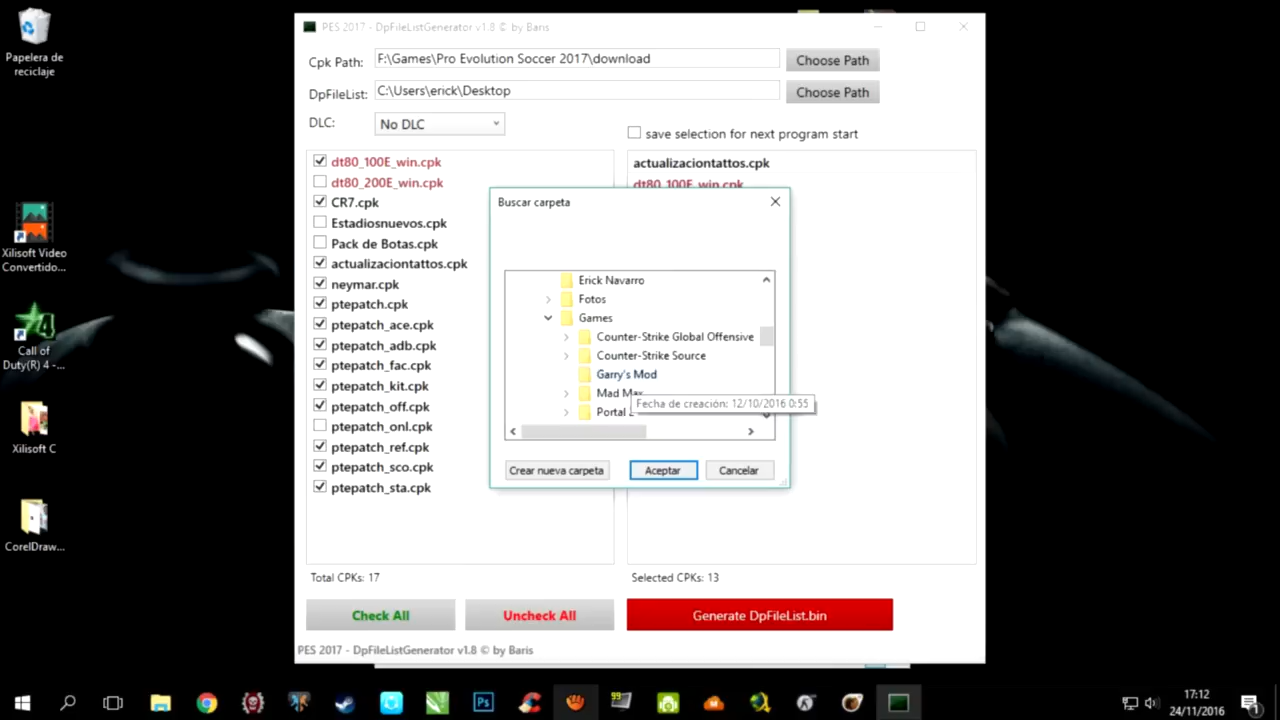 Papelera de
reciclaje
Xilisoft Video
Convertido...
Call of
Duty(R) 4 -...
Xilisoft C
CorelDraw...
PES 2017 - DpFileListGenerator v1.8 © by Baris
Cpk Path:
F:\Games\Pro Evolution Soccer 2017\download
Choose Path
DpFileList:
C:\Users\erick\Desktop
Choose Path
DLC:
No DLC
save selection for next program start
dt80_100E_win.cpk
dt80_200E_win.cpk
CR7.cpk
Estadiosnuevos.cpk
Pack de Botas.cpk
actualizaciontattos.cpk
neymar.cpk
ptepatch.cpk
ptepatch_ace.cpk
ptepatch_adb.cpk
ptepatch_fac.cpk
ptepatch_kit.cpk
ptepatch_off.cpk
ptepatch_onl.cpk
ptepatch_ref.cpk
ptepatch_sco.cpk
ptepatch_sta.cpk
actualizaciontattos.cpk
dt80_100E_win.cpk
Buscar carpeta
Erick Navarro
Fotos
Games
Counter-Strike Global Offensive
Counter-Strike Source
Garry's Mod
Mad Max
Fecha de creación: 12/10/2016 0:55
Portal
Crear nueva carpeta
Aceptar
Cancelar
Total CPKs: 17
Selected CPKs: 13
Check All
Uncheck All
Generate DpFileList.bin
PES 2017 - DpFileListGenerator v1.8 © by Baris
99
17:12
24/11/2016
1